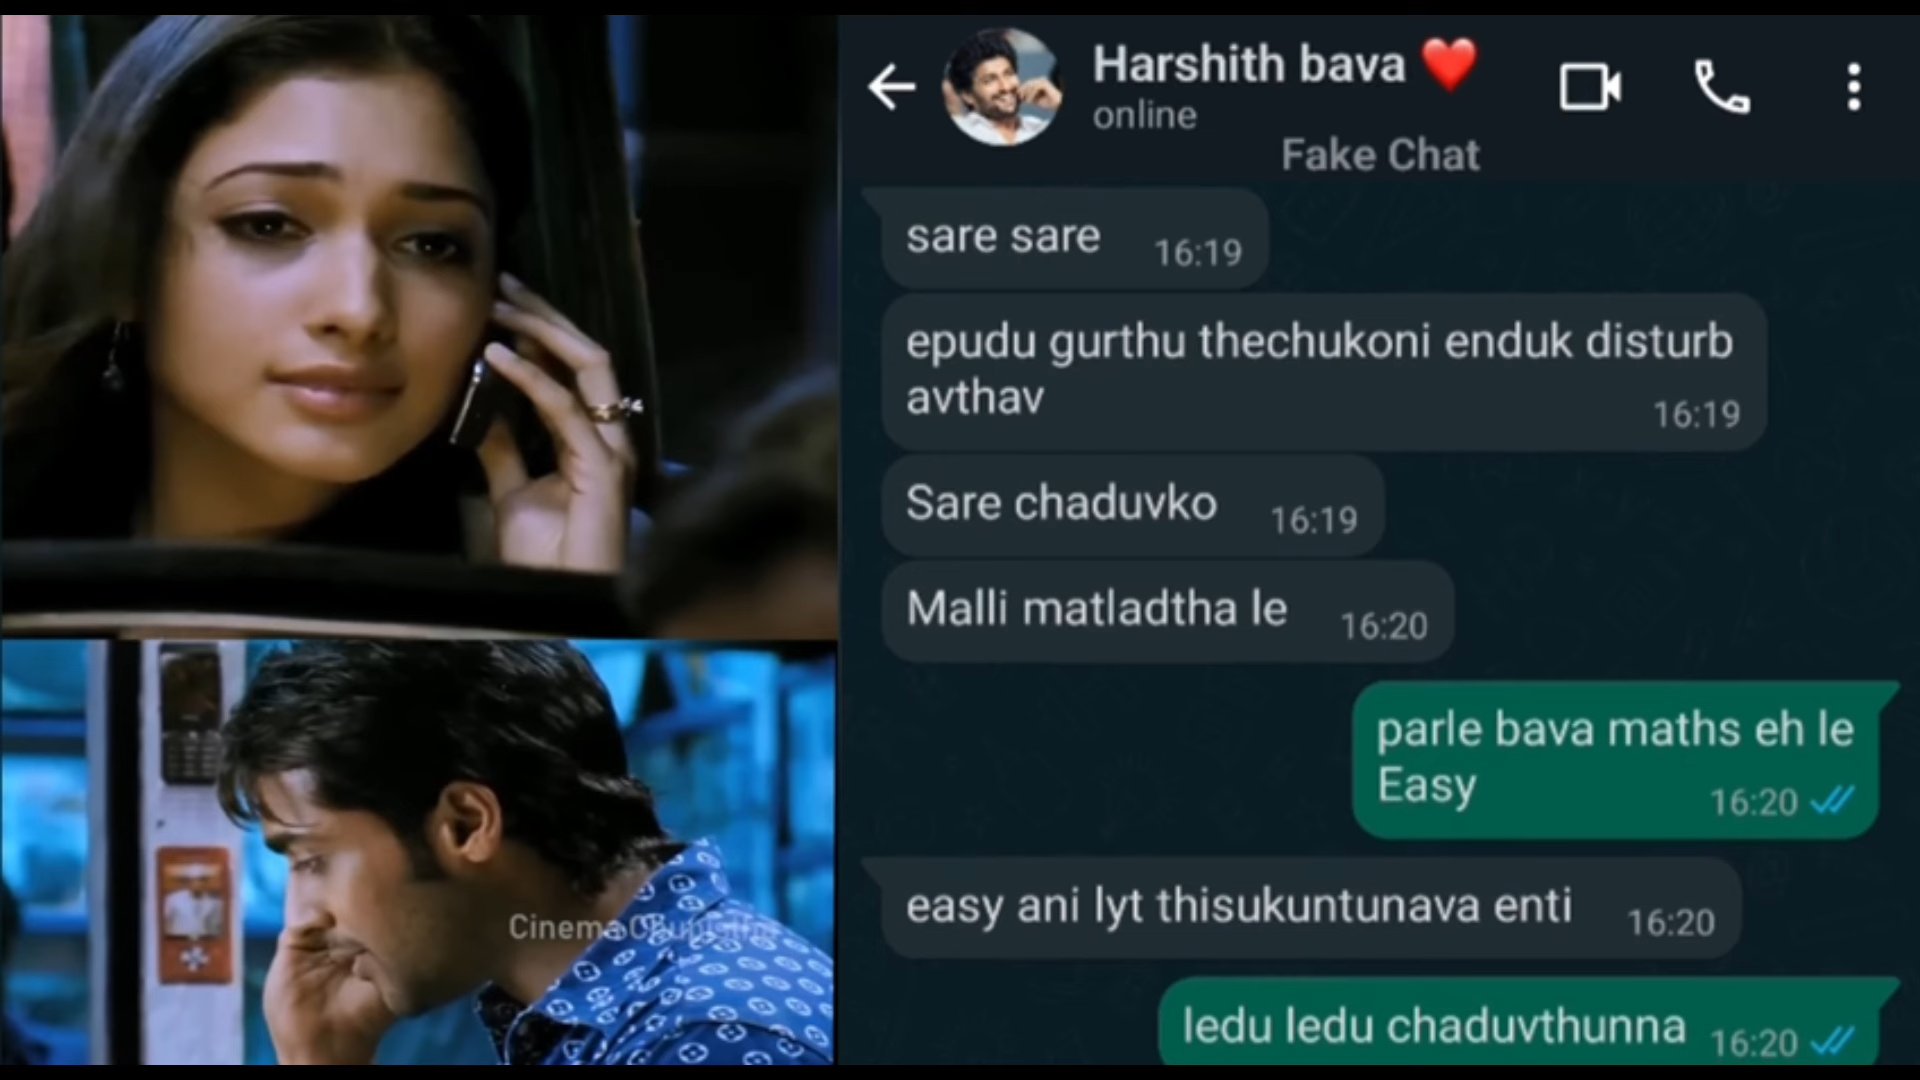 Harshith bava ❤️
online
Fake Chat
sare sare 16:19
epudu gurthu thechukoni enduk disturb
avthav 16:19
Sare chaduvko 16:19
Malli matladtha le 16:20
parle bava maths eh le
Easy 16:20
easy ani lyt thisukuntunava enti 16:20
ledu ledu chaduvthunna 16:20
Cinema